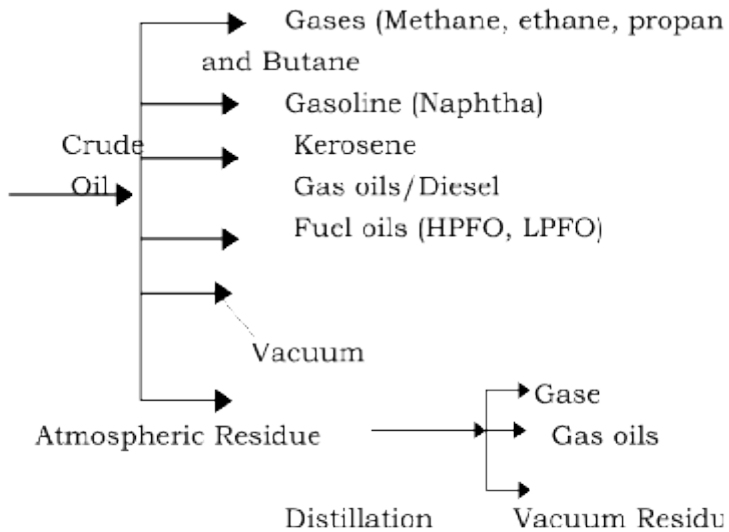 Gases (Methane, ethane, propan
and Butane
Gasoline (Naphtha)
Crude
Kerosene
Oil
Gas oils/Diesel
Fucl oils (HPFO, LPFO)
Vacuum
Gase
Atmospheric Residue
Gas oils
Distillation
Vacuum Residu